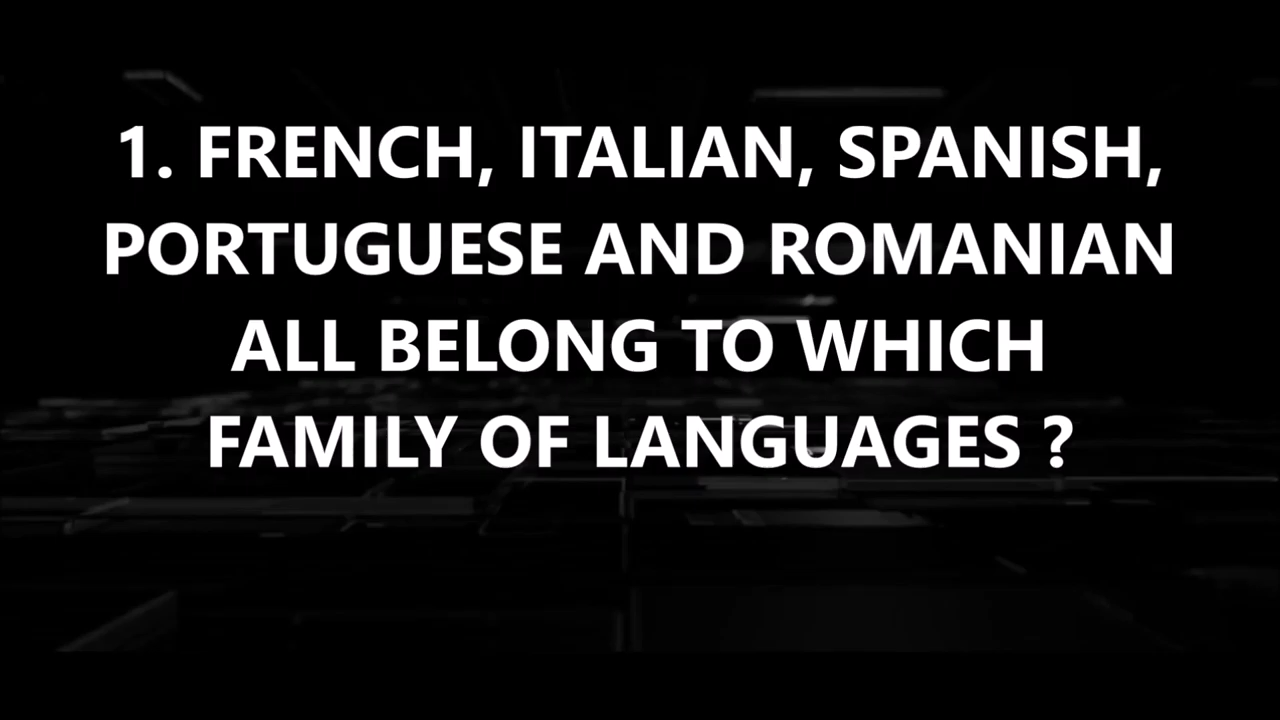 1. FRENCH, ITALIAN, SPANISH,
PORTUGUESE AND ROMANIAN
ALL BELONG TO WHICH
FAMILY OF LANGUAGES ?